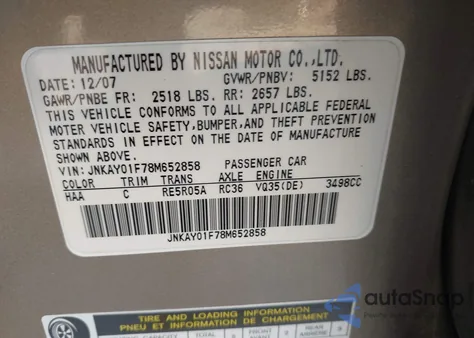 MANUFACTURED BY NISSAN MOTOR CO.,LTD.
DATE: 12/07 GVWR/PNBV: 5152 LBS.
GAWR/PNBE FR: 2518 LBS. RR: 2657 LBS.
THIS VEHICLE CONFORMS TO ALL APPLICABLE FEDERAL
MOTOR VEHICLE SAFETY,BUMPER,AND THEFT PREVENTION
STANDARDS IN EFFECT ON THE DATE OF MANUFACTURE
SHOWN ABOVE.
VIN: JNKAY01F78M652858 PASSENGER CAR
COLOR TRIM TRANS AXLE ENGINE
HAA C RE5R05A RC36 VQ35(DE) 3498CC
JNKAY01F78M652858
TIRE AND LOADING INFORMATION
PNEU ET INFORMATION DE CHARGEMENT
autoSnap